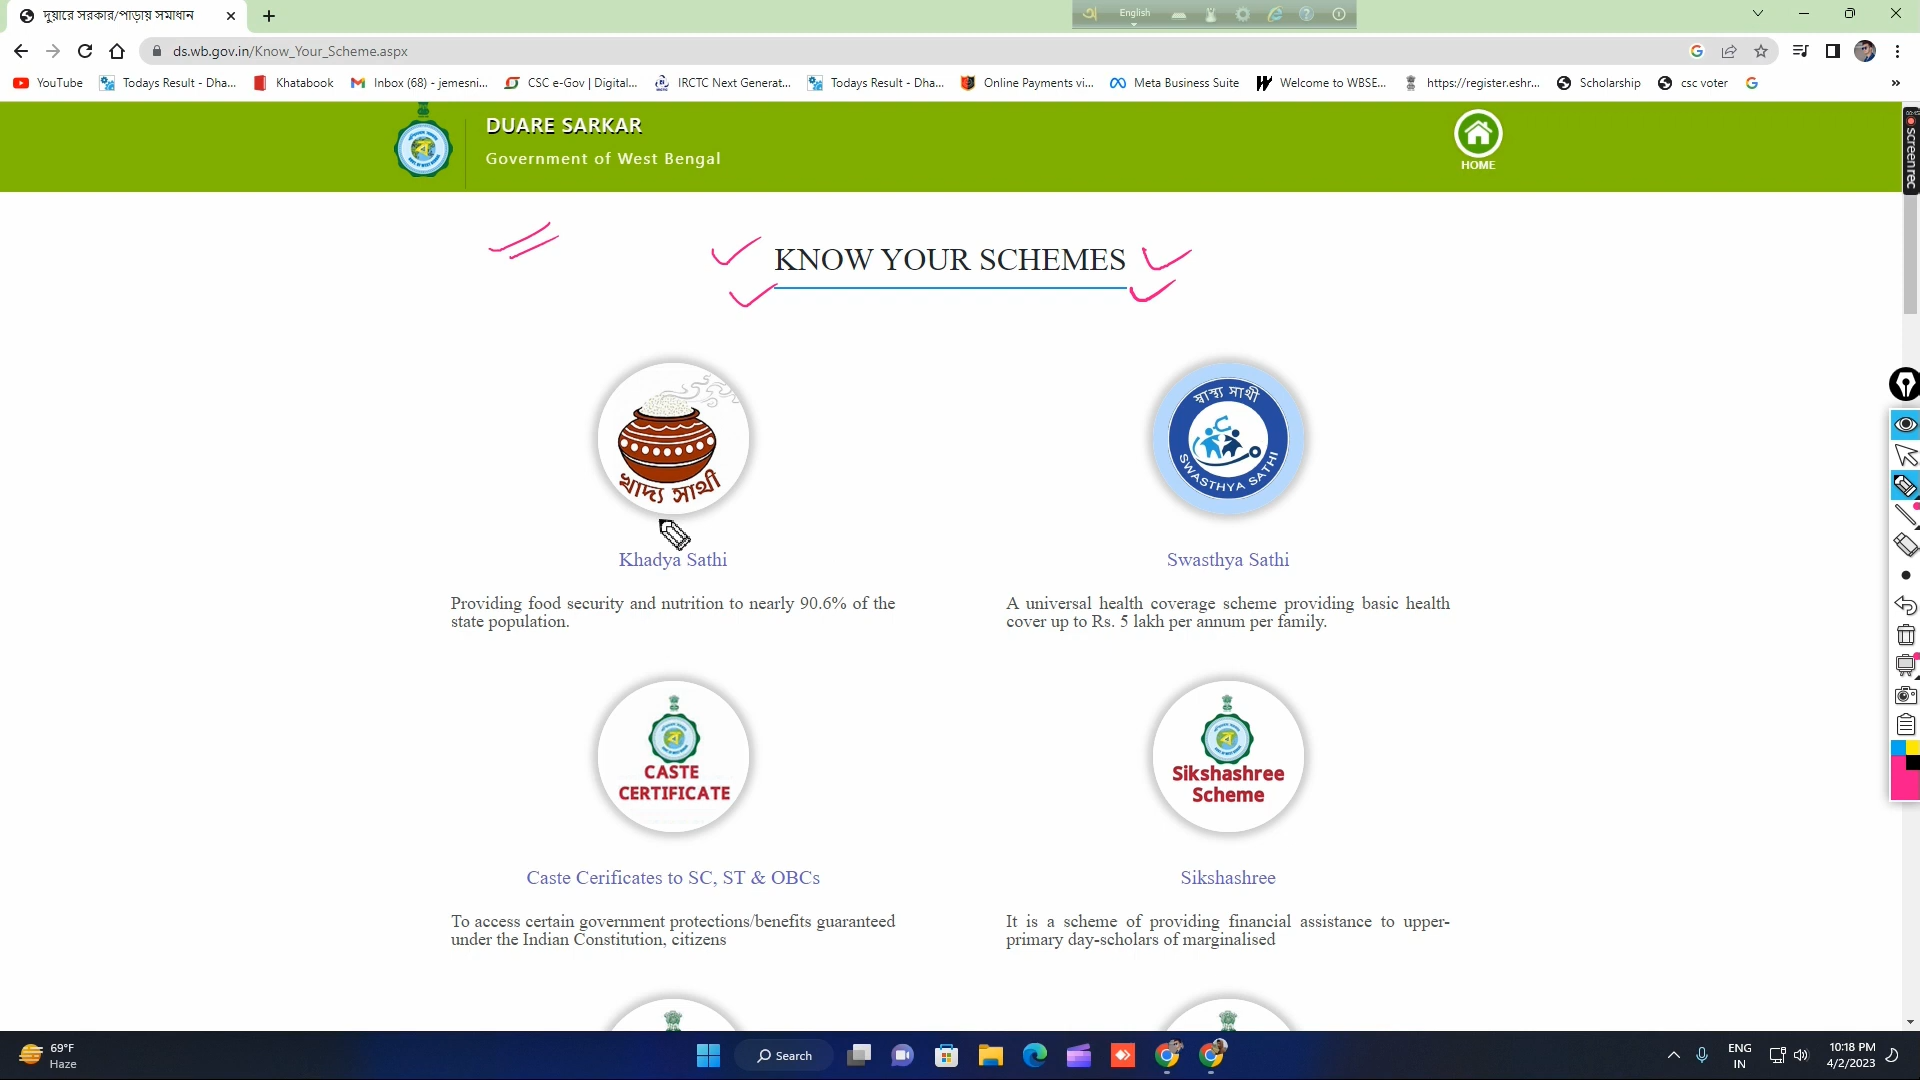 দুয়ারে সরকার/পাড়ায় সমাধান
English
ds.wb.gov.in/Know_Your_Scheme.aspx
YouTube
Todays Result - Dha...
Khatabook
Inbox (68) - jemesni...
CSC e-Gov | Digital...
IRCTC Next Generat...
Todays Result - Dha...
Online Payments vi...
Meta Business Suite
Welcome to WBSE...
https://register.eshr...
Scholarship
csc voter
DUARE SARKAR
Government of West Bengal
HOME
screenrec
KNOW YOUR SCHEMES
খাদ্য সাথী
স্বাস্থ্য সাথী
SWASTHYA SATHI
Khadya Sathi
Swasthya Sathi
Providing food security and nutrition to nearly 90.6% of the
state population.
A universal health coverage scheme providing basic health
cover up to Rs. 5 lakh per annum per family.
CASTE
CERTIFICATE
Sikshashree
Scheme
Caste Cerificates to SC, ST & OBCs
Sikshashree
To access certain government protections/benefits guaranteed
under the Indian Constitution, citizens
It is a scheme of providing financial assistance to upper-
primary day-scholars of marginalised
69°F
Haze
Search
ENG
IN
10:18 PM
4/2/2023